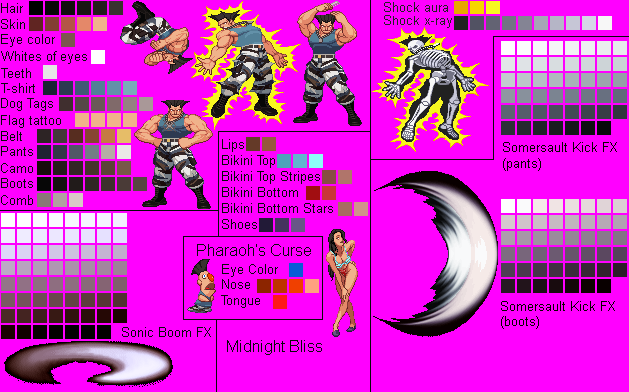 Hair
Skin
Eye color
Whites of eyes
Teeth
T-shirt
Dog Tags
Flag tattoo
Belt
Pants
Camo
Boots
Comb
Shock aura
Shock x-ray
Somersault Kick FX
(pants)
Lips
Bikini Top
Bikini Top Stripes
Bikini Bottom
Bikini Bottom Stars
Shoes
Pharaoh's Curse
Eye Color
Nose
Tongue
Midnight Bliss
Sonic Boom FX
Somersault Kick FX
(boots)